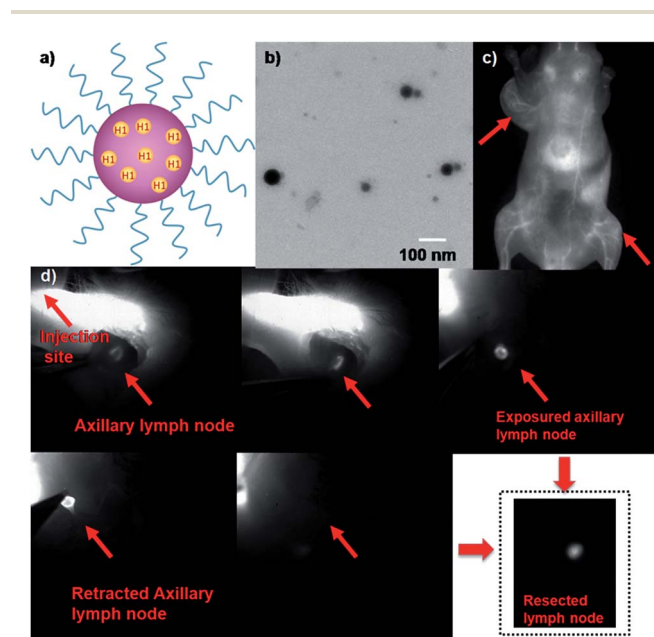 a)
H1 H1
H1
H1
H1 H1
H1
H1
b)
100 nm
c)
d)
Injection
site
Axillary lymph node
Exposured axillary
lymph node
Retracted Axillary
lymph node
Resected
lymph node